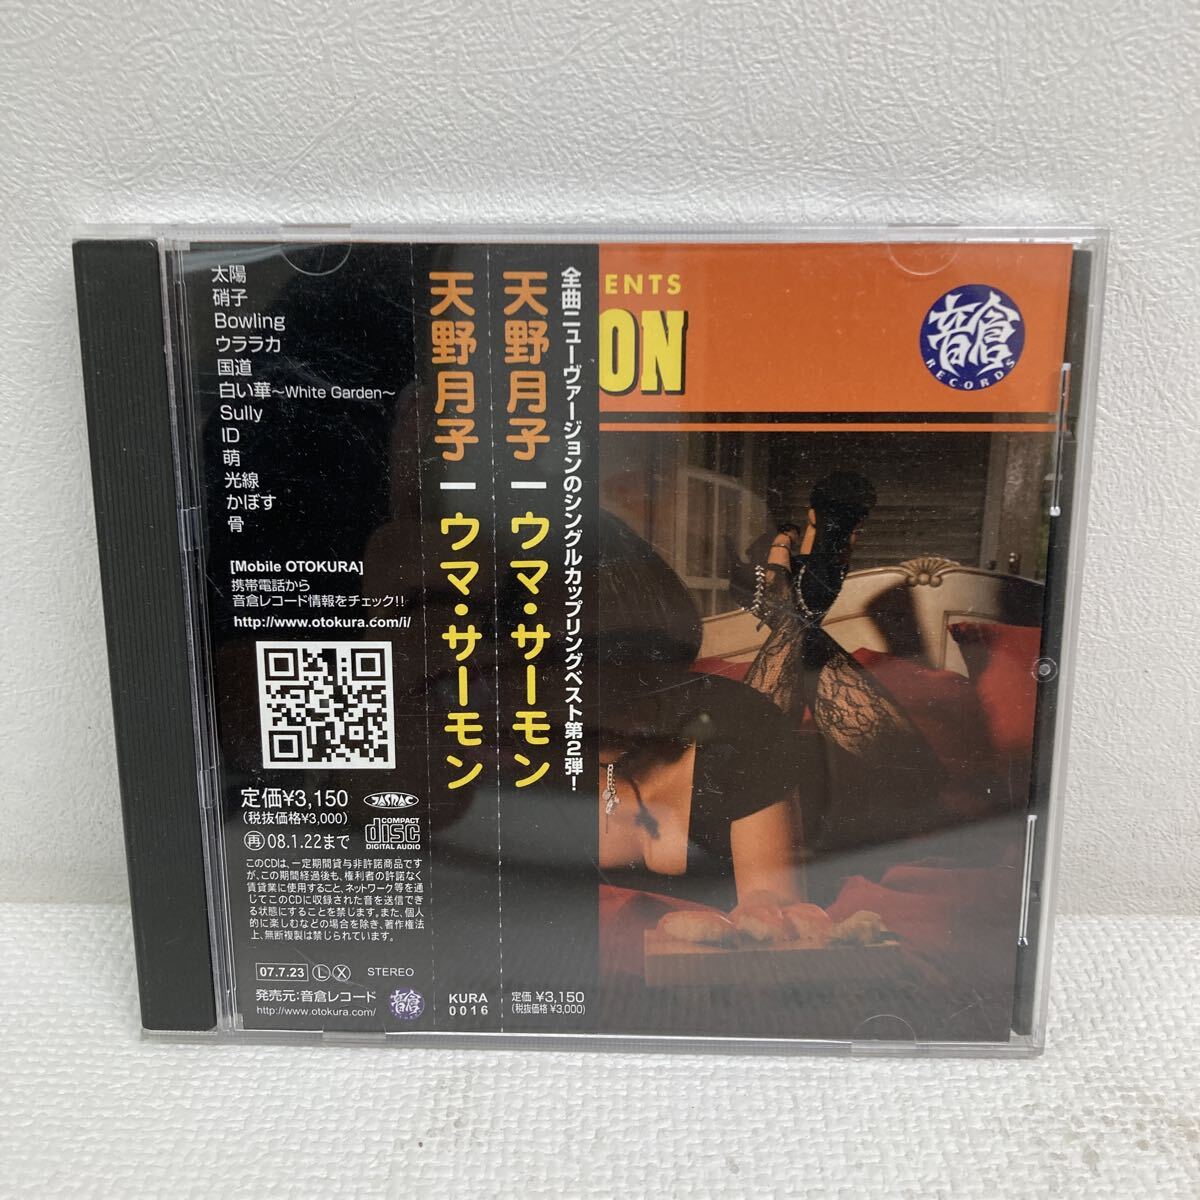 太陽
硝子
Bowling
ウララカ
国道
白い華～White Garden～
Sully
ID
萌
光線
かぼす
骨
[Mobile OTOKURA]
携帯電話から
音倉レコード情報をチェック!!
http://www.otokura.com/i/
定価¥3,150
(税抜価格¥3,000)
JASRAC
再08.1.22まで
COMPACT
disc
DIGITAL AUDIO
このCDは、一定期間貸与非許諾商品です
が、この期間経過後も、権利者の許諾なく
賃貸業に使用すること、ネットワーク等を通
じてこのCDに収録された音を送信でき
る状態にすることを禁じます。また、個人
的に楽しむなどの場合を除き、著作権法
上、無断複製は禁じられています。
07.7.23 L X STEREO
発売元:音倉レコード
http://www.otokura.com/
音倉
天野月子ーウマ・サーモン
KURA
0016
天野月子ーウマ・サーモン
全曲ニューヴァージョンのシングルカップリングベスト第2弾!
定価 ¥3,150
(税抜価格 ¥3,000)
ENTS
ON
音倉
RECORDS